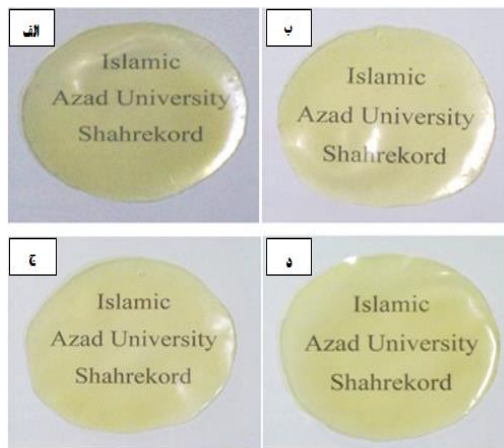 الف
Islamic
Azad University
Shahrekord
ب
Islamic
Azad University
Shahrekord
ج
Islamic
Azad University
Shahrekord
د
Islamic
Azad University
Shahrekord